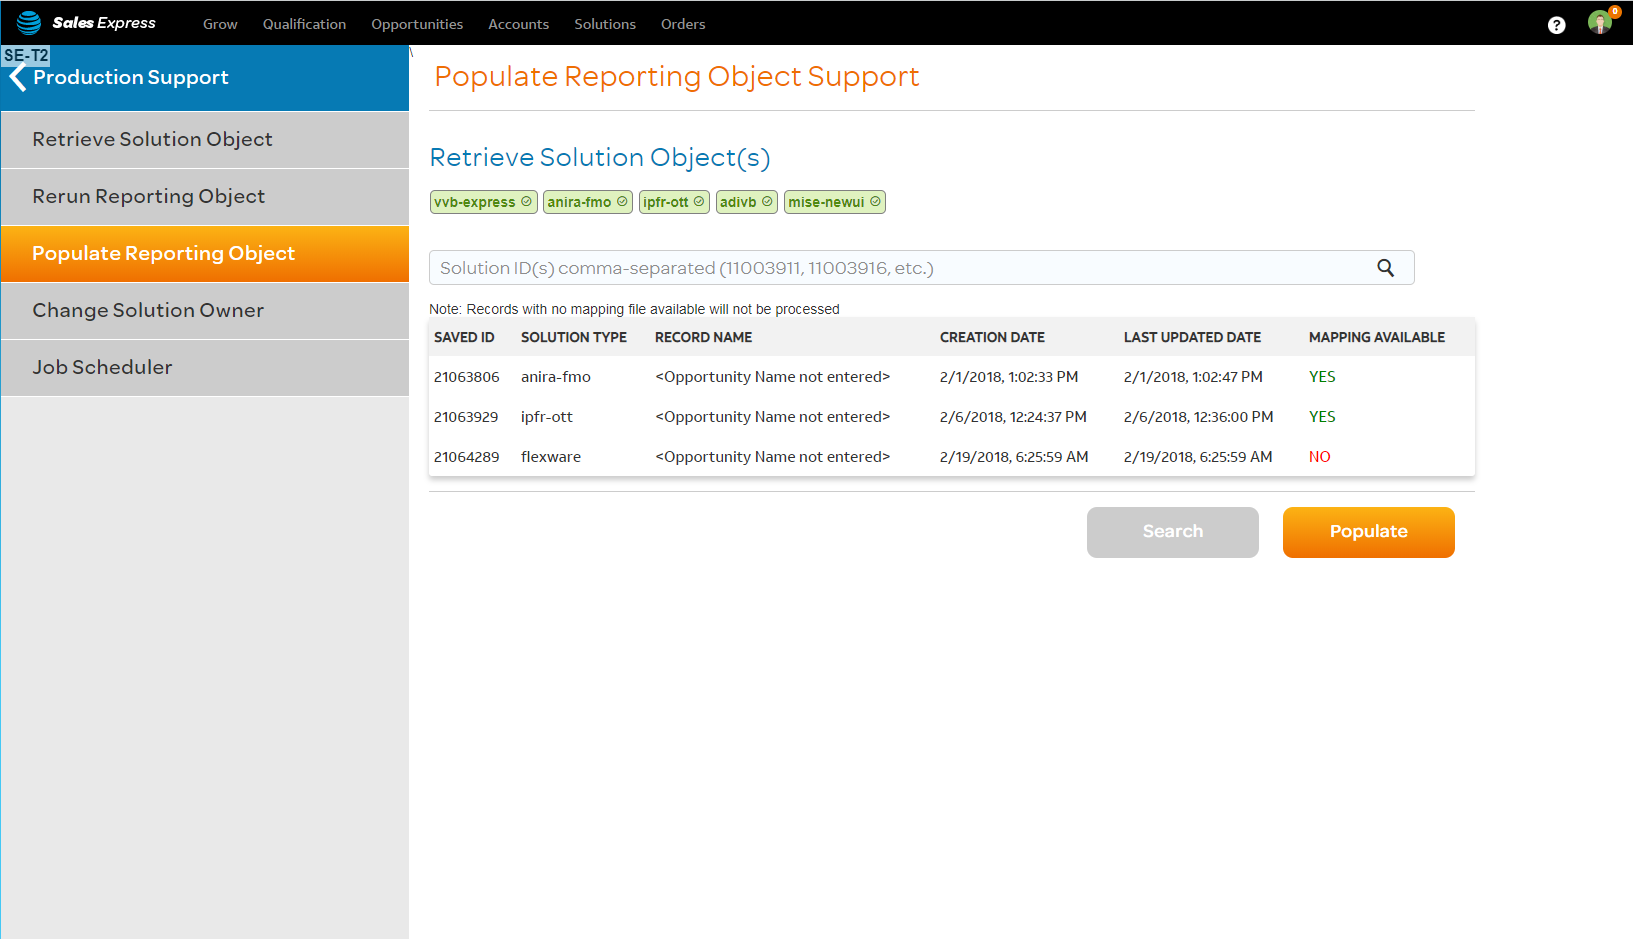 Sales Express
Grow Qualification Opportunities Accounts Solutions Orders
? 0
SE-T2
\
Production Support
Retrieve Solution Object
Rerun Reporting Object
Populate Reporting Object
Change Solution Owner
Job Scheduler
Populate Reporting Object Support
Retrieve Solution Object(s)
vvb-express anira-fmo ipfr-ott adivb mise-newui
Solution ID(s) comma-separated (11003911, 11003916, etc.)
Note: Records with no mapping file available will not be processed
SAVED ID SOLUTION TYPE RECORD NAME CREATION DATE LAST UPDATED DATE MAPPING AVAILABLE
21063806 anira-fmo <Opportunity Name not entered> 2/1/2018, 1:02:33 PM 2/1/2018, 1:02:47 PM YES
21063929 ipfr-ott <Opportunity Name not entered> 2/6/2018, 12:24:37 PM 2/6/2018, 12:36:00 PM YES
21064289 flexware <Opportunity Name not entered> 2/19/2018, 6:25:59 AM 2/19/2018, 6:25:59 AM NO
Search Populate